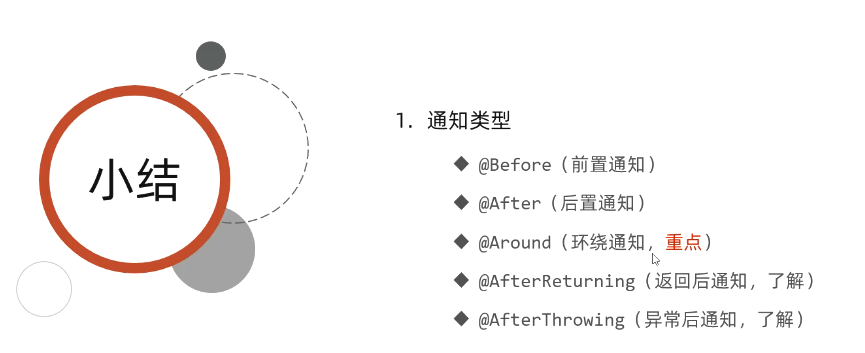 小结
1. 通知类型
◆ @Before（前置通知）
◆ @After（后置通知）
◆ @Around（环绕通知，重点）
◆ @AfterReturning（返回后通知，了解）
◆ @AfterThrowing（异常后通知，了解）